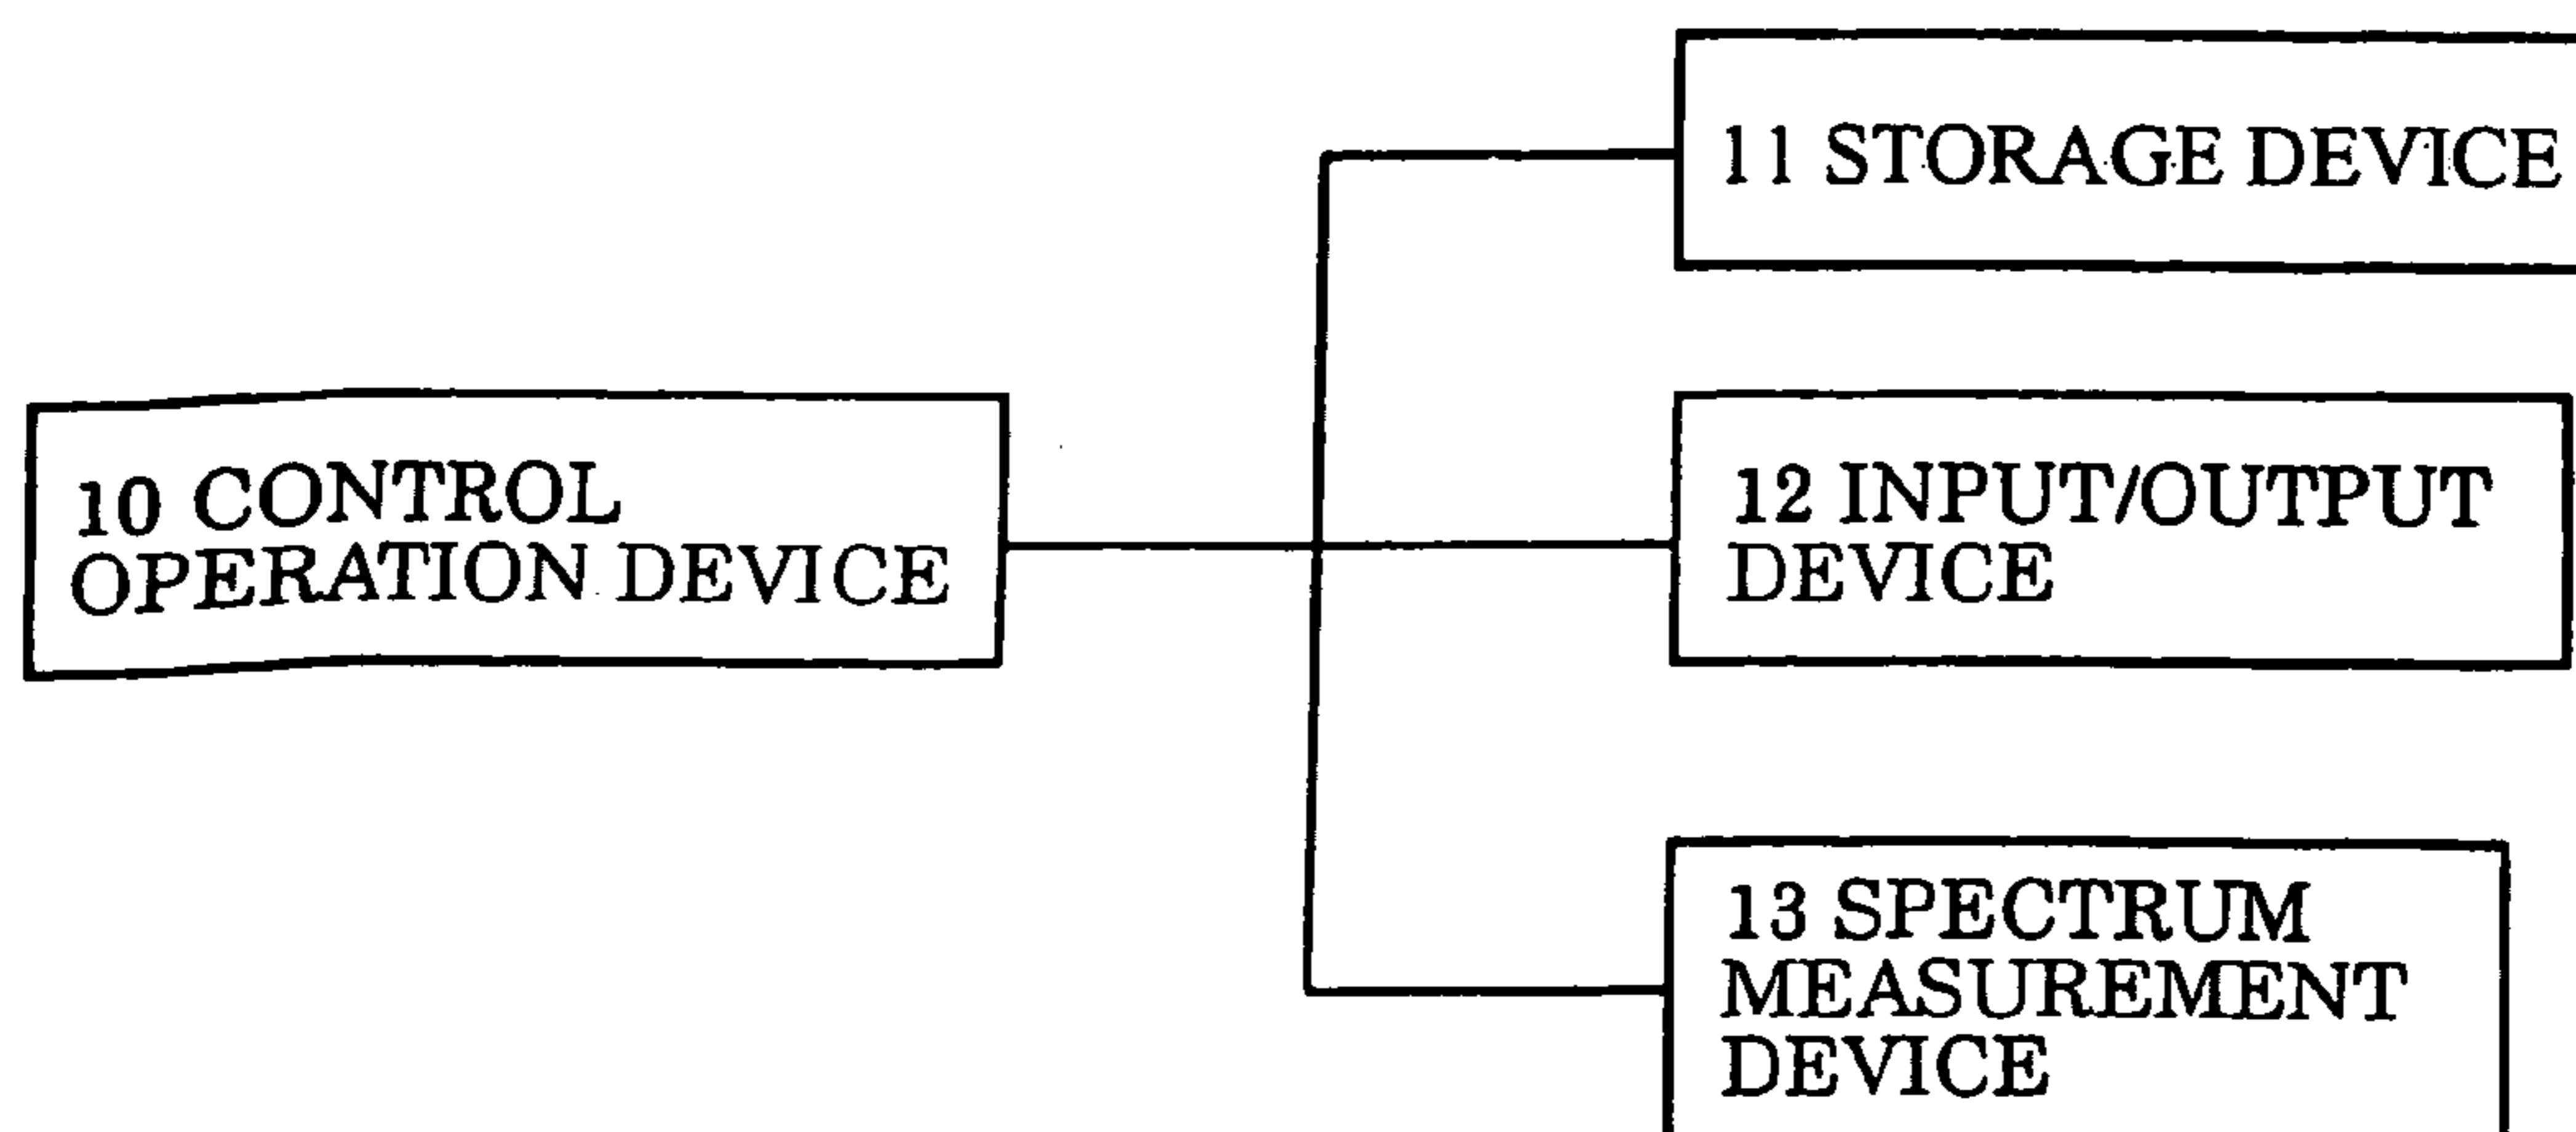 11 STORAGE DEVICE
10 CONTROL
OPERATION DEVICE
12 INPUT/OUTPUT
DEVICE
13 SPECTRUM
MEASUREMENT
DEVICE